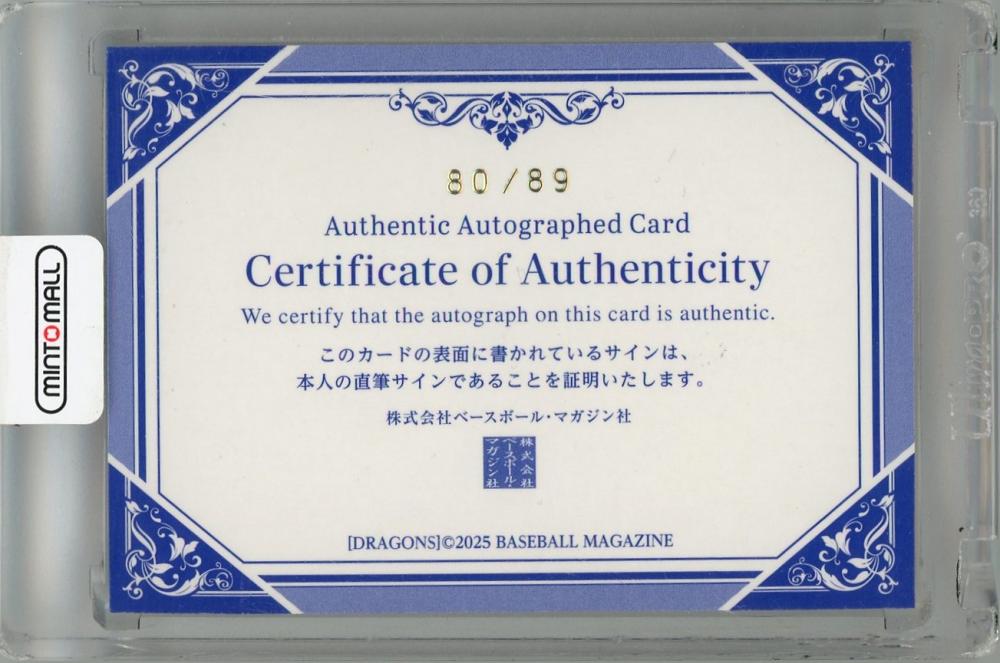 80/89
Authentic Autographed Card
Certificate of Authenticity
We certify that the autograph on this card is authentic.
このカードの表面に書かれているサインは、
本人の直筆サインであることを証明いたします。
株式会社ベースボール・マガジン社
株式会社
ベースボール・
マガジン社
[DRAGONS]©2025 BASEBALL MAGAZINE
MINTOMALL